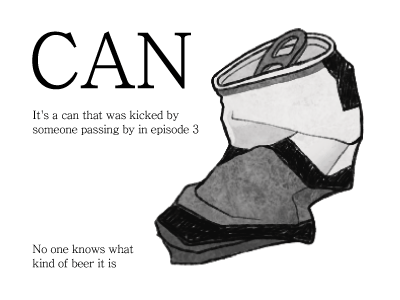 CAN
It's a can that was kicked by
someone passing by in episode 3
No one knows what
kind of beer it is